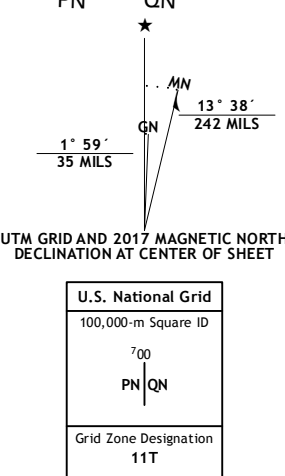 PN QN
★
MN
13° 38´
242 MILS
GN
1° 59´
35 MILS
UTM GRID AND 2017 MAGNETIC NORTH
DECLINATION AT CENTER OF SHEET
U.S. National Grid
100,000-m Square ID
⁷00
PN QN
Grid Zone Designation
11T